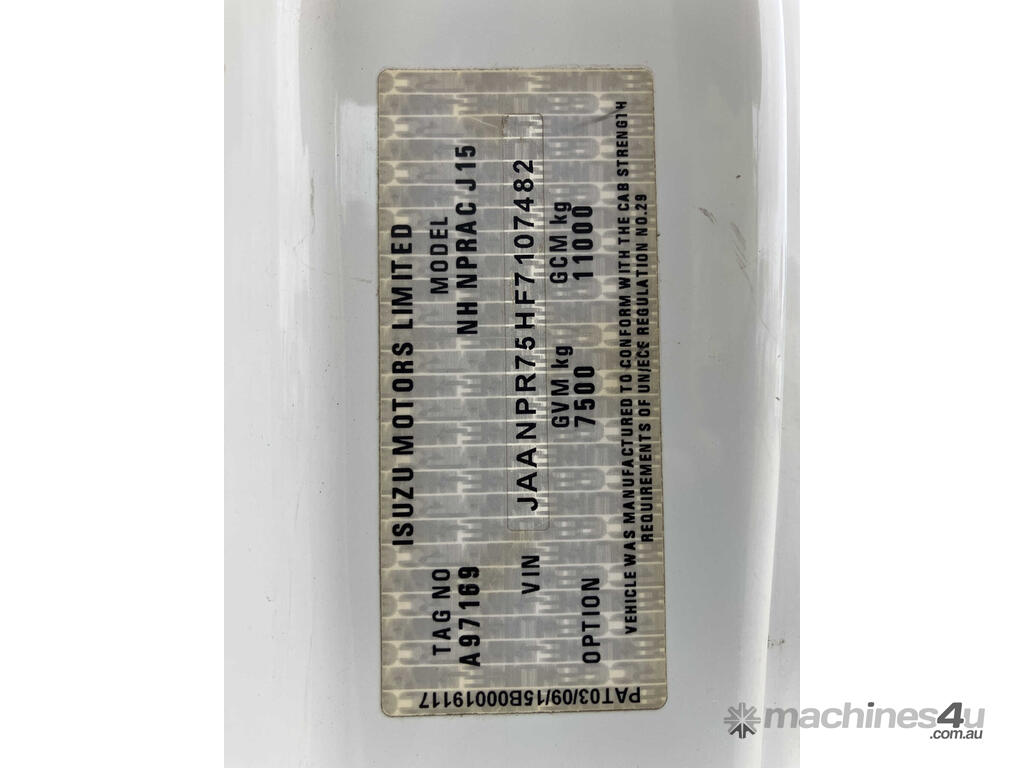 ISUZU MOTORS LIMITED
TAG NO MODEL
A97169 NH NPRAC J15
VIN JAANPR75HF7107482
GVM kg GCM kg
OPTION 7500 11000
VEHICLE WAS MANUFACTURED TO CONFORM WITH THE CAB STRENGTH
REQUIREMENTS OF UN/ECE REGULATION NO.29
PAT03/09/15B00019117
machines4u
.com.au